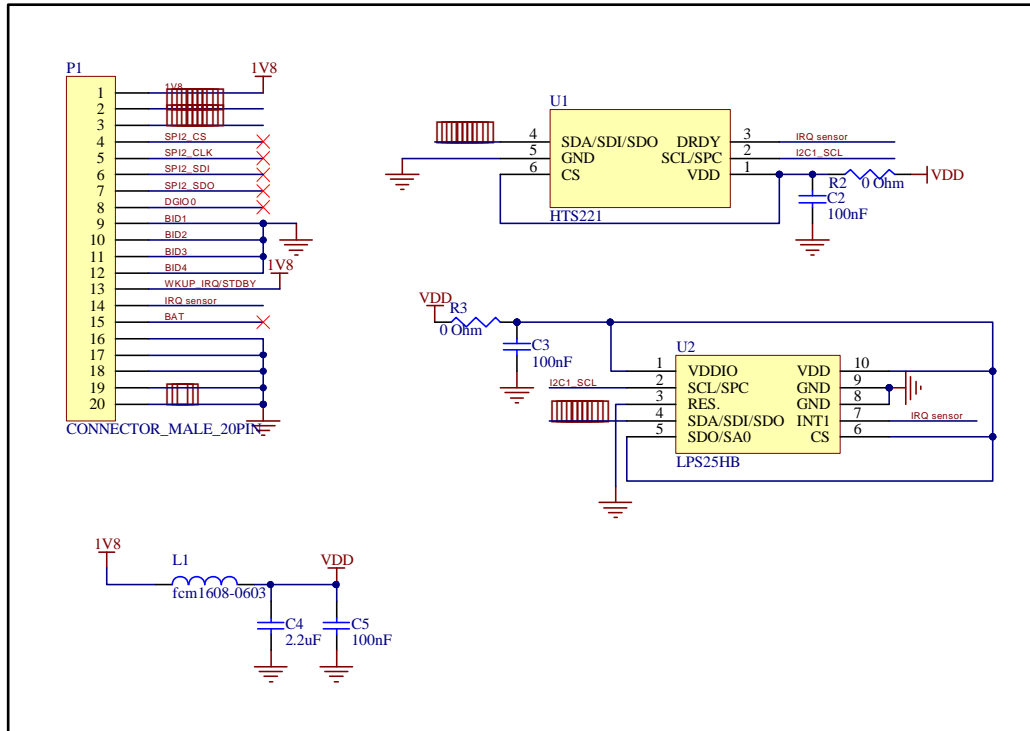 P1
1V8
1V8
1
2
3
4 SPI2_CS
5 SPI2_CLK
6 SPI2_SDI
7 SPI2_SDO
8 DGIO0
9 BID1
10 BID2
11 BID3
12 BID4
1V8
13 WKUP_IRQ/STDBY
14 IRQ sensor
15 BAT
16
17
18
19
20
CONNECTOR_MALE_20PIN
U1
4 SDA/SDI/SDO DRDY 3 IRQ sensor
5 GND SCL/SPC 2 I2C1_SCL
6 CS VDD 1
HTS221
R2 0 Ohm VDD
C2
100nF
VDD
R3
0 Ohm
C3
100nF
U2
1 VDDIO VDD 10
I2C1_SCL 2 SCL/SPC GND 9
3 RES. GND 8
4 SDA/SDI/SDO INT1 7 IRQ sensor
5 SDO/SA0 CS 6
LPS25HB
1V8
L1
fcm1608-0603
VDD
C4
2.2uF
C5
100nF